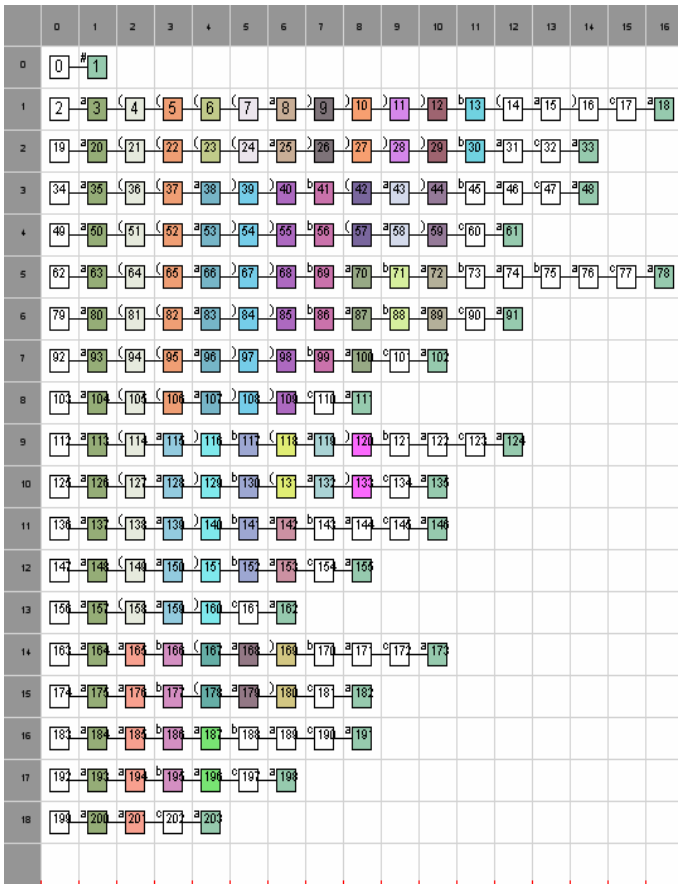 0 1 2 3 4 5 6 7 8 9 10 11 12 13 14 15 16
0 0 # 1
1 2 a 3 ( 4 ( 5 ( 6 ( 7 a 8 ) 9 ) 10 ) 11 ) 12 b 13 ( 14 a 15 ) 16 c 17 a 18
2 19 a 20 ( 21 ( 22 ( 23 ( 24 a 25 ) 26 ) 27 ) 28 ) 29 b 30 a 31 c 32 a 33
3 34 a 35 ( 36 ( 37 a 38 ) 39 ) 40 b 41 ( 42 a 43 ) 44 b 45 a 46 c 47 a 48
4 49 a 50 ( 51 ( 52 a 53 ) 54 ) 55 b 56 ( 57 a 58 ) 59 c 60 a 61
5 62 a 63 ( 64 ( 65 a 66 ) 67 ) 68 b 69 a 70 b 71 a 72 b 73 a 74 b 75 a 76 c 77 a 78
6 79 a 80 ( 81 ( 82 a 83 ) 84 ) 85 b 86 a 87 b 88 a 89 c 90 a 91
7 92 a 93 ( 94 ( 95 a 96 ) 97 ) 98 b 99 a 100 c 101 a 102
8 103 a 104 ( 105 ( 106 a 107 ) 108 ) 109 c 110 a 111
9 112 a 113 ( 114 a 115 ) 116 b 117 ( 118 a 119 ) 120 b 121 a 122 c 123 a 124
10 125 a 126 ( 127 a 128 ) 129 b 130 ( 131 a 132 ) 133 c 134 a 135
11 136 a 137 ( 138 a 139 ) 140 b 141 a 142 b 143 a 144 c 145 a 146
12 147 a 148 ( 149 a 150 ) 151 b 152 a 153 c 154 a 155
13 156 a 157 ( 158 a 159 ) 160 c 161 a 162
14 163 a 164 a 165 b 166 ( 167 a 168 ) 169 b 170 a 171 c 172 a 173
15 174 a 175 a 176 b 177 ( 178 a 179 ) 180 c 181 a 182
16 183 a 184 a 185 b 186 a 187 b 188 a 189 c 190 a 191
17 192 a 193 a 194 b 195 a 196 c 197 a 198
18 199 a 200 a 201 c 202 a 203